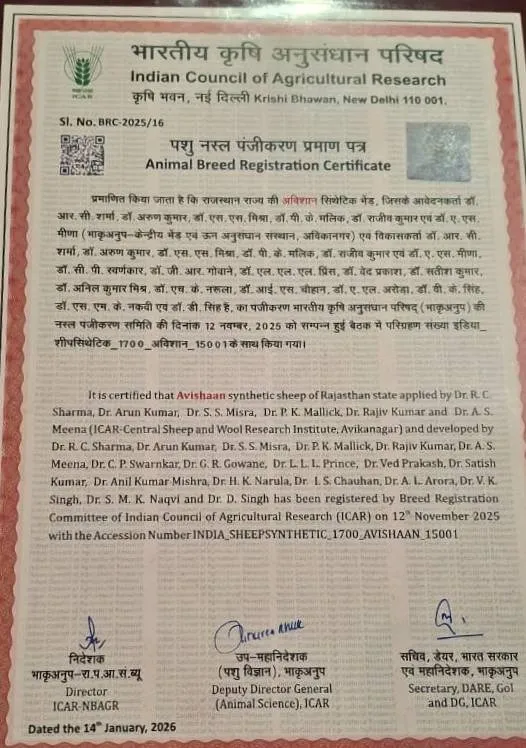 भारतीय कृषि अनुसंधान परिषद
Indian Council of Agricultural Research
कृषि भवन, नई दिल्ली Krishi Bhawan, New Delhi 110 001.
ICAR
Sl. No. BRC-2025/16
पशु नस्ल पंजीकरण प्रमाण पत्र
Animal Breed Registration Certificate
प्रमाणित किया जाता है कि राजस्थान राज्य की अविशान सिंथेटिक भेड़, जिसके आवेदनकर्ता डॉ.
आर. सी. शर्मा, डॉ. अरुण कुमार, डॉ. एस. एस. मिश्रा, डॉ. पी. के. मलिक, डॉ. राजीव कुमार एवं डॉ. ए. एस.
मीणा (भाकृअनुप–केन्द्रीय भेड़ एवं ऊन अनुसंधान संस्थान, अविकानगर) एवं विकासकर्ता डॉ. आर. सी.
शर्मा, डॉ. अरुण कुमार, डॉ. एस. एस. मिश्रा, डॉ. पी. के. मलिक, डॉ. राजीव कुमार एवं डॉ. ए. एस. मीणा,
डॉ. सी. पी. स्वर्णकार, डॉ. जी. आर. गोवाने, डॉ. एल. एल. एल. प्रिंस, डॉ. वेद प्रकाश, डॉ. सतीश कुमार,
डॉ. अनिल कुमार मिश्र, डॉ. एच. के. नरूला, डॉ. आई. एस. चौहान, डॉ. ए. एल. अरोड़ा, डॉ. वी. के. सिंह,
डॉ. एस. एम. के. नकवी एवं डॉ. डी. सिंह है, का पंजीकरण भारतीय कृषि अनुसंधान परिषद् (भाकृअनुप) की
नस्ल पंजीकरण समिति की दिनांक 12 नवम्बर, 2025 को सम्पन्न हुई बैठक में परिग्रहण संख्या इंडिया_
शीपसिंथेटिक_1700_अविशान_15001 के साथ किया गया।
It is certified that Avishaan synthetic sheep of Rajasthan state applied by Dr. R. C.
Sharma, Dr. Arun Kumar, Dr. S. S. Misra, Dr. P. K. Mallick, Dr. Rajiv Kumar and Dr. A. S.
Meena (ICAR-Central Sheep and Wool Research Institute, Avikanagar) and developed by
Dr. R. C. Sharma, Dr. Arun Kumar, Dr. S. S. Misra, Dr. P. K. Mallick, Dr. Rajiv Kumar, Dr. A. S.
Meena, Dr. C. P. Swarnkar, Dr. G. R. Gowane, Dr. L. L. L. Prince, Dr. Ved Prakash, Dr. Satish
Kumar, Dr. Anil Kumar Mishra, Dr. H. K. Narula, Dr. I. S. Chauhan, Dr. A. L. Arora, Dr. V. K.
Singh, Dr. S. M. K. Naqvi and Dr. D. Singh has been registered by Breed Registration
Committee of Indian Council of Agricultural Research (ICAR) on 12th November 2025
with the Accession Number INDIA_SHEEPSYNTHETIC_1700_AVISHAAN_15001
निदेशक
भाकृअनुप–रा.प.आ.सं.ब्यू
Director
ICAR-NBAGR
उप–महानिदेशक
(पशु विज्ञान), भाकृअनुप
Deputy Director General
(Animal Science), ICAR
सचिव, डेयर, भारत सरकार
एवं महानिदेशक, भाकृअनुप
Secretary, DARE, GoI
and DG, ICAR
Dated the 14th January, 2026